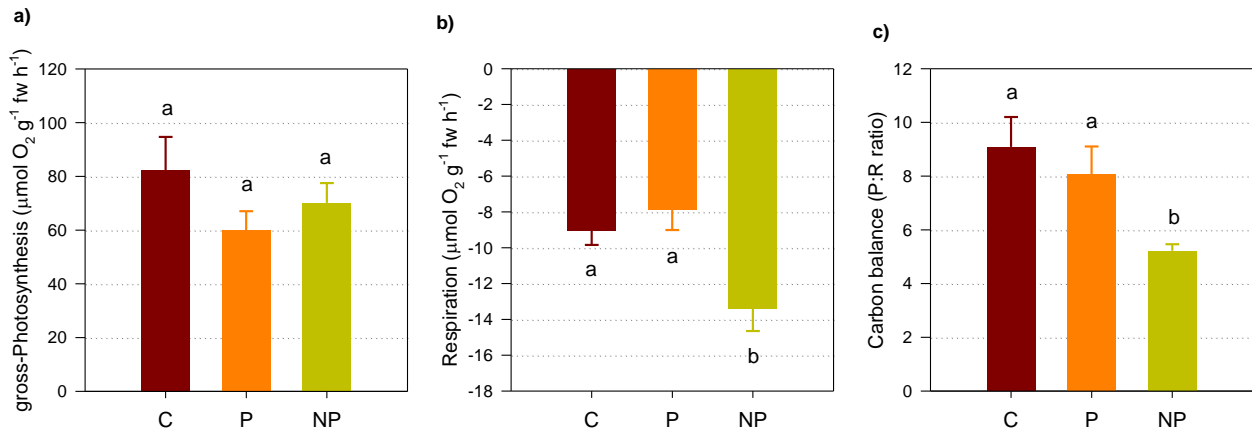 a)
gross-Photosynthesis (μmol O₂ g⁻¹ fw h⁻¹)
120
100
80
60
40
20
0
a
a
a
C P NP
b)
Respiration (μmol O₂ g⁻¹ fw h⁻¹)
0
-2
-4
-6
-8
-10
-12
-14
-16
-18
a
a
b
C P NP
c)
Carbon balance (P:R ratio)
12
10
8
6
4
2
0
a
a
b
C P NP